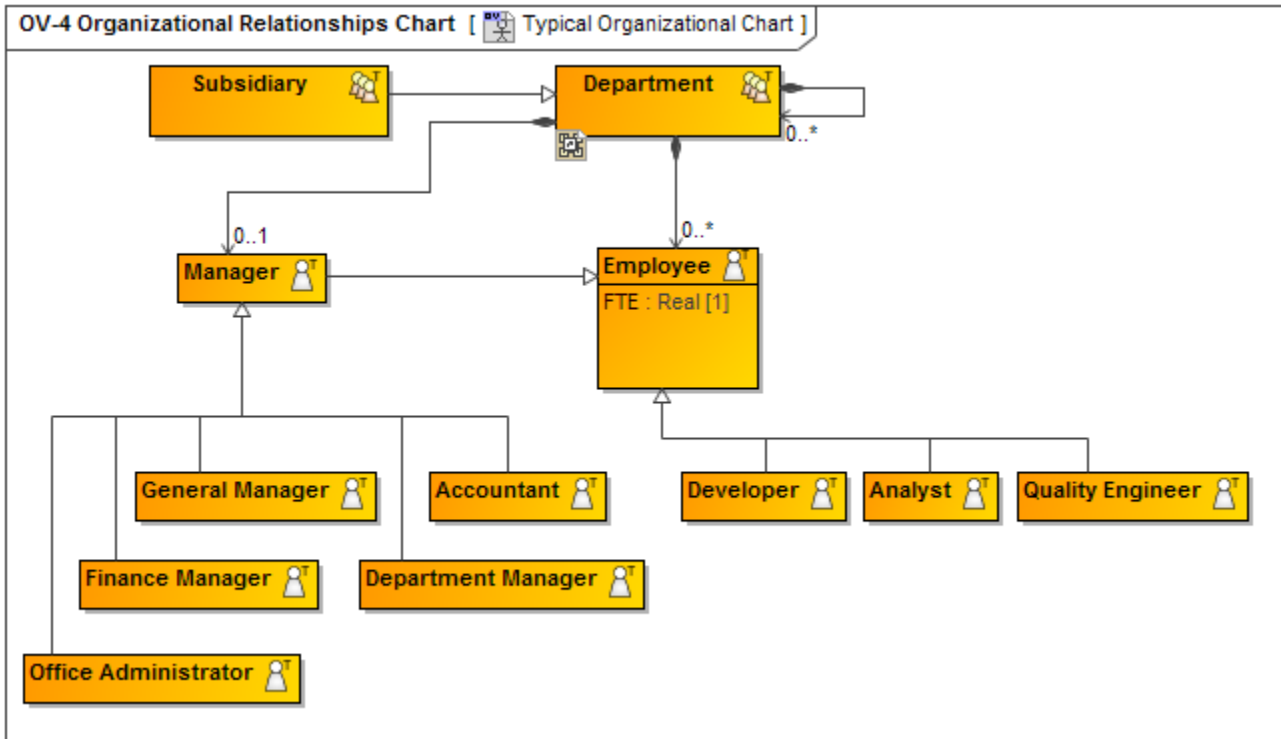 OV-4 Organizational Relationships Chart [ Typical Organizational Chart ]
Subsidiary
Department
0..*
0..1
0..*
Manager
Employee
FTE : Real [1]
General Manager
Accountant
Developer
Analyst
Quality Engineer
Finance Manager
Department Manager
Office Administrator